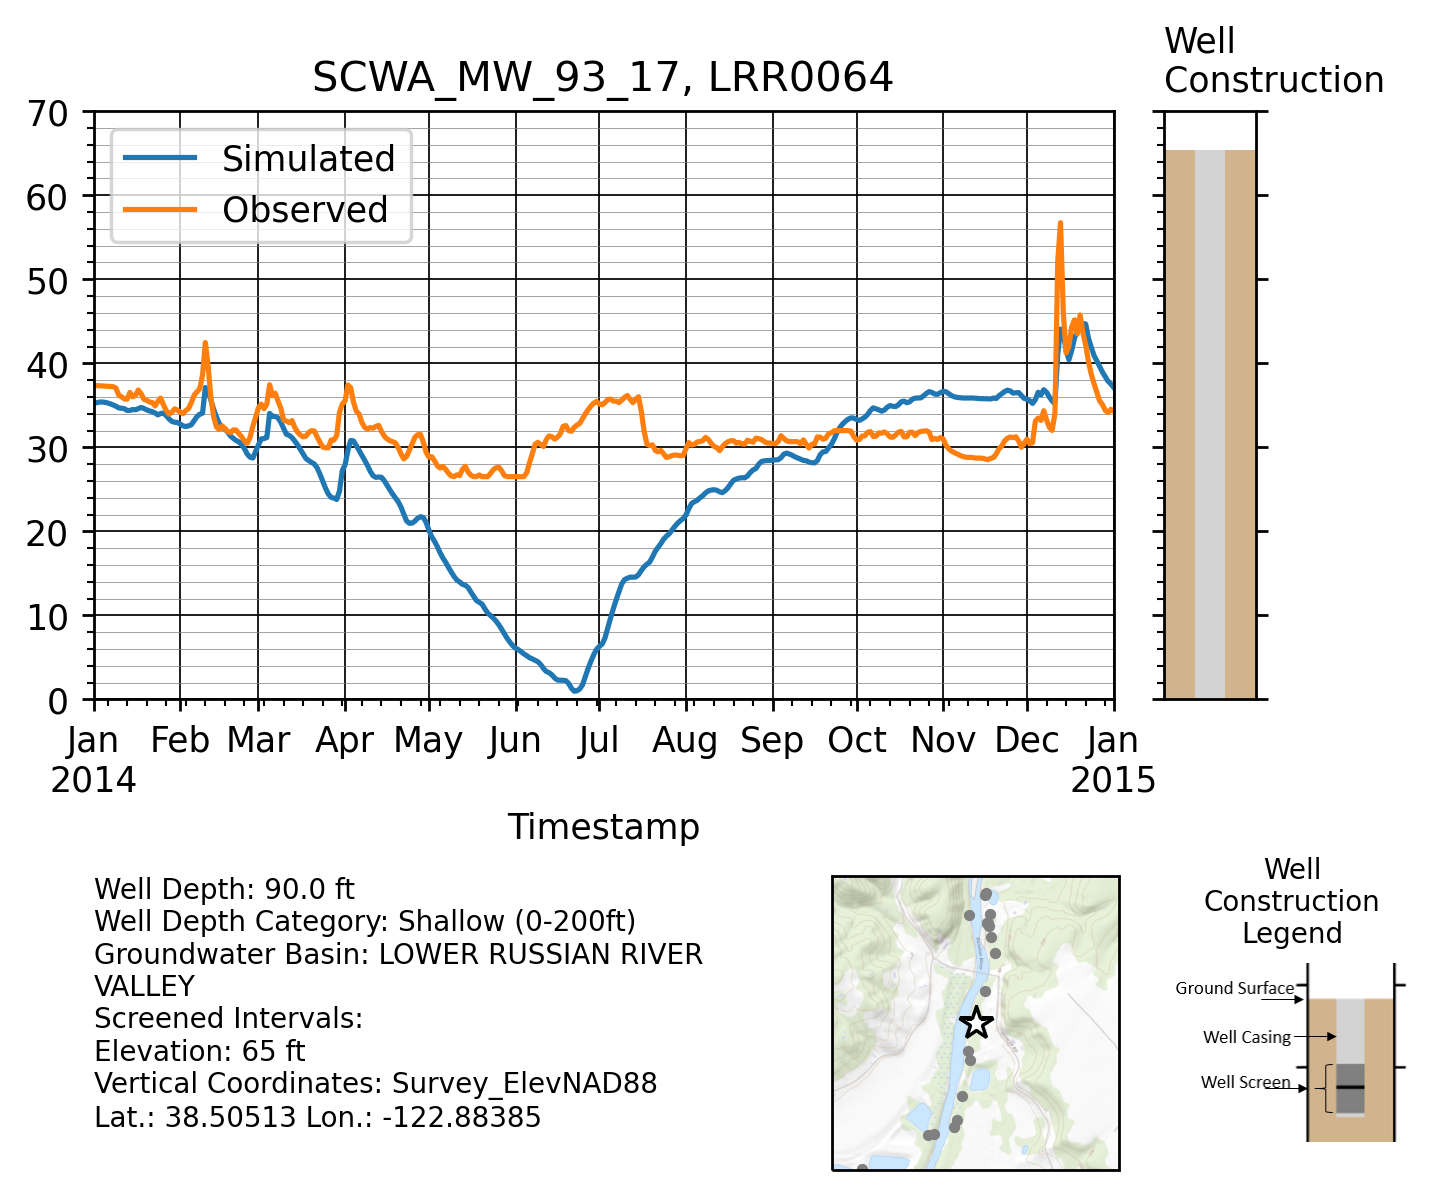 Well
Construction
SCWA_MW_93_17, LRR0064
70
60
50
40
30
20
10
0
Simulated
Observed
Jan
2014
Feb
Mar
Apr
May
Jun
Jul
Aug
Sep
Oct
Nov
Dec
Jan
2015
Timestamp
Well Depth: 90.0 ft
Well Depth Category: Shallow (0-200ft)
Groundwater Basin: LOWER RUSSIAN RIVER
VALLEY
Screened Intervals:
Elevation: 65 ft
Vertical Coordinates: Survey_ElevNAD88
Lat.: 38.50513 Lon.: -122.88385
Well
Construction
Legend
Ground Surface
Well Casing
Well Screen